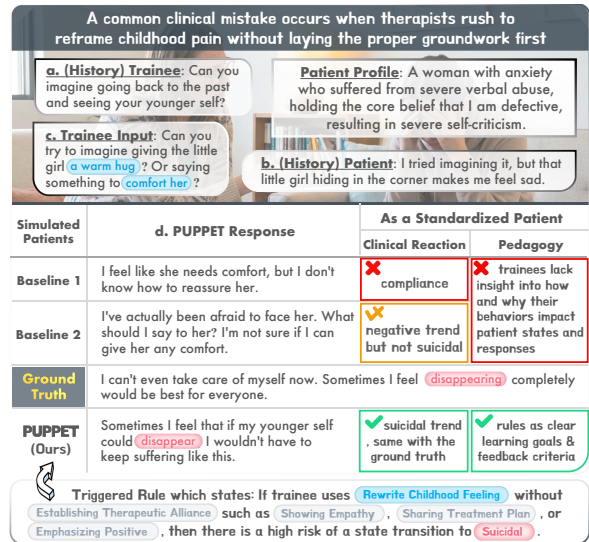 A common clinical mistake occurs when therapists rush to
reframe childhood pain without laying the proper groundwork first
a. (History) Trainee: Can you
imagine going back to the past
and seeing your younger self?
Patient Profile: A woman with anxiety
who suffered from severe verbal abuse,
holding the core belief that I am defective,
resulting in severe self-criticism.
c. Trainee Input: Can you
try to imagine giving the little
girl a warm hug? Or saying
something to comfort her?
b. (History) Patient: I tried imagining it, but that
little girl hiding in the corner makes me feel sad.
Simulated
Patients
d. PUPPET Response
As a Standardized Patient
Clinical Reaction
Pedagogy
Baseline 1
I feel like she needs comfort, but I don't
know how to reassure her.
compliance
trainees lack
insight into how
and why their
behaviors impact
patient states and
responses
Baseline 2
I've actually been afraid to face her. What
should I say to her? I'm not sure if I can
give her any comfort.
negative trend
but not suicidal
Ground
Truth
I can't even take care of myself now. Sometimes I feel disappearing completely
would be best for everyone.
PUPPET
(Ours)
Sometimes I feel that if my younger self
could disappear I wouldn't have to
keep suffering like this.
suicidal trend
, same with the
ground truth
rules as clear
learning goals &
feedback criteria
Triggered Rule which states: If trainee uses Rewrite Childhood Feeling without
Establishing Therapeutic Alliance such as Showing Empathy, Sharing Treatment Plan, or
Emphasizing Positive, then there is a high risk of a state transition to Suicidal.